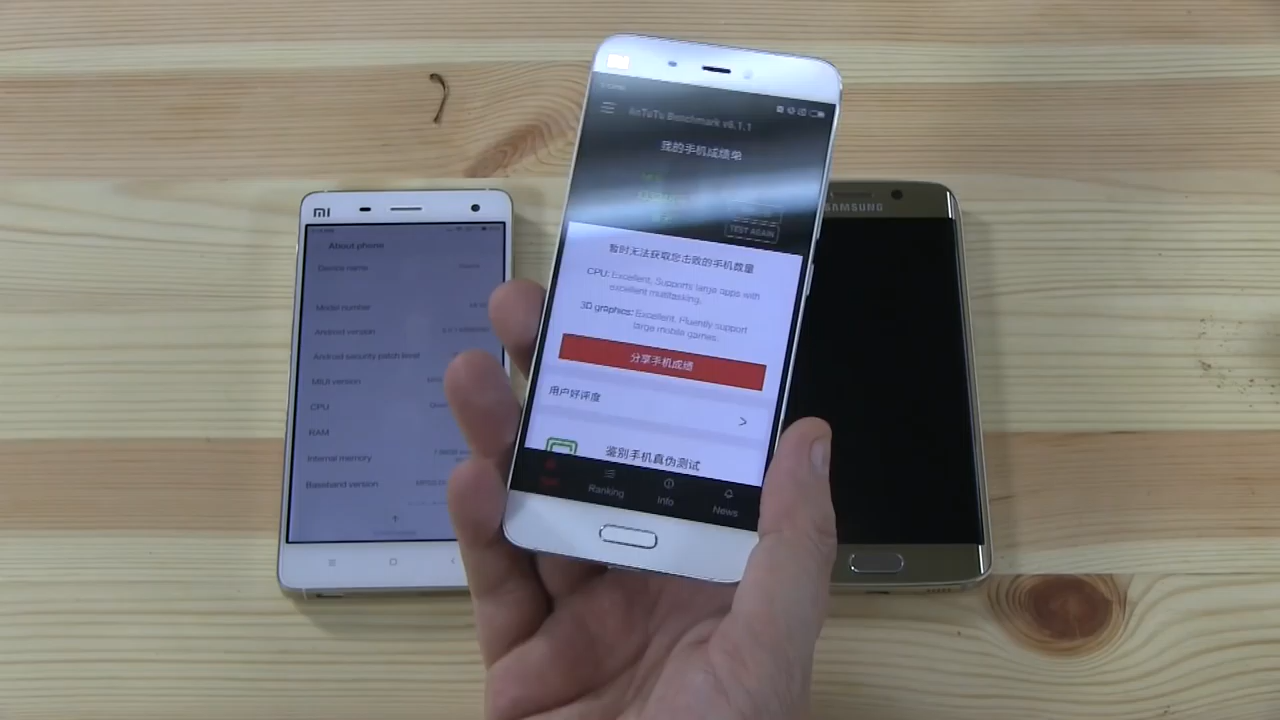 MI
About phone
Device name
Model number
Android version
Android security patch level
MIUI version
CPU
RAM
Internal memory
Baseband version
MI
AnTuTu Benchmark v6.1.1
我的手机成绩单
TEST AGAIN
暂时无法获取您击败的手机数量
CPU: Excellent, Supports large apps with
excellent multitasking.
3D graphics: Excellent. Fluently support
large mobile games.
分享手机成绩
用户好评度
鉴别手机真伪测试
Ranking
Info
News
SAMSUNG